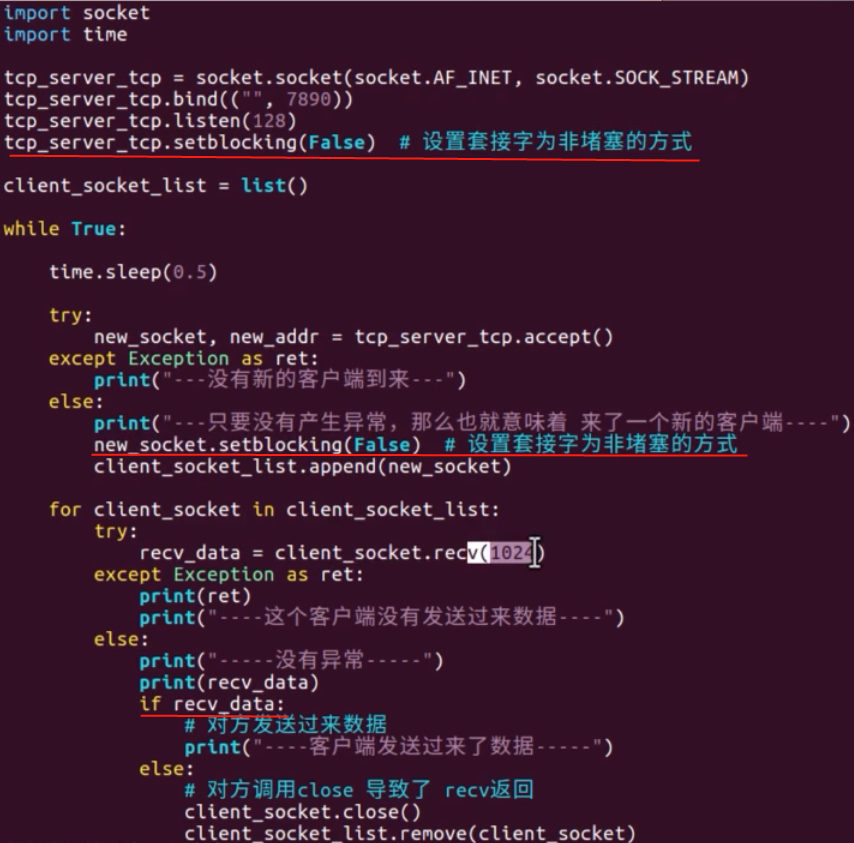 import socket
import time
tcp_server_tcp = socket.socket(socket.AF_INET, socket.SOCK_STREAM)
tcp_server_tcp.bind(("", 7890))
tcp_server_tcp.listen(128)
tcp_server_tcp.setblocking(False)  # 设置套接字为非堵塞的方式
client_socket_list = list()
while True:
    time.sleep(0.5)
    try:
        new_socket, new_addr = tcp_server_tcp.accept()
    except Exception as ret:
        print("---没有新的客户端到来---")
    else:
        print("---只要没有产生异常，那么也就意味着 来了一个新的客户端----")
        new_socket.setblocking(False)  # 设置套接字为非堵塞的方式
        client_socket_list.append(new_socket)
    for client_socket in client_socket_list:
        try:
            recv_data = client_socket.recv(1024)
        except Exception as ret:
            print(ret)
            print("----这个客户端没有发送过来数据----")
        else:
            print("-----没有异常-----")
            print(recv_data)
            if recv_data:
                # 对方发送过来数据
                print("----客户端发送过来了数据-----")
            else:
                # 对方调用close 导致了 recv返回
                client_socket.close()
                client_socket_list.remove(client_socket)